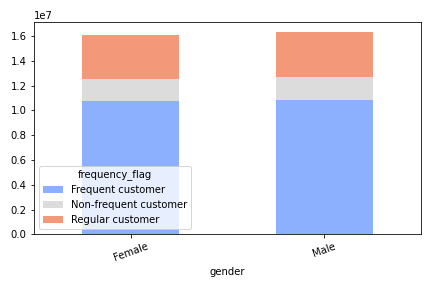 1e7
1.6
1.4
1.2
1.0
0.8
0.6
0.4
0.2
0.0
frequency_flag
Frequent customer
Non-frequent customer
Regular customer
Female
Male
gender